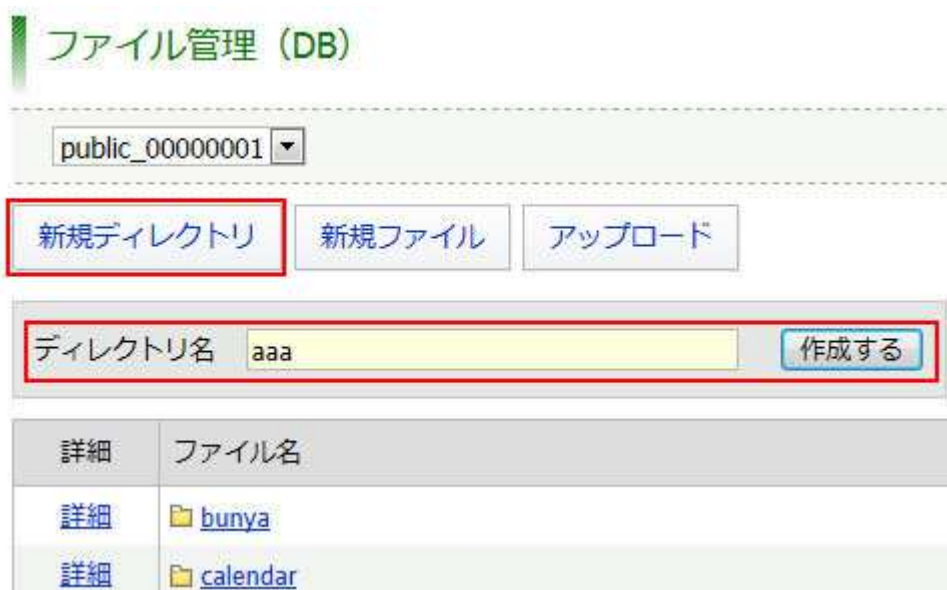 ファイル管理（DB）
public_00000001
新規ディレクトリ 新規ファイル アップロード
ディレクトリ名 aaa 作成する
詳細 ファイル名
詳細 bunya
詳細 calendar